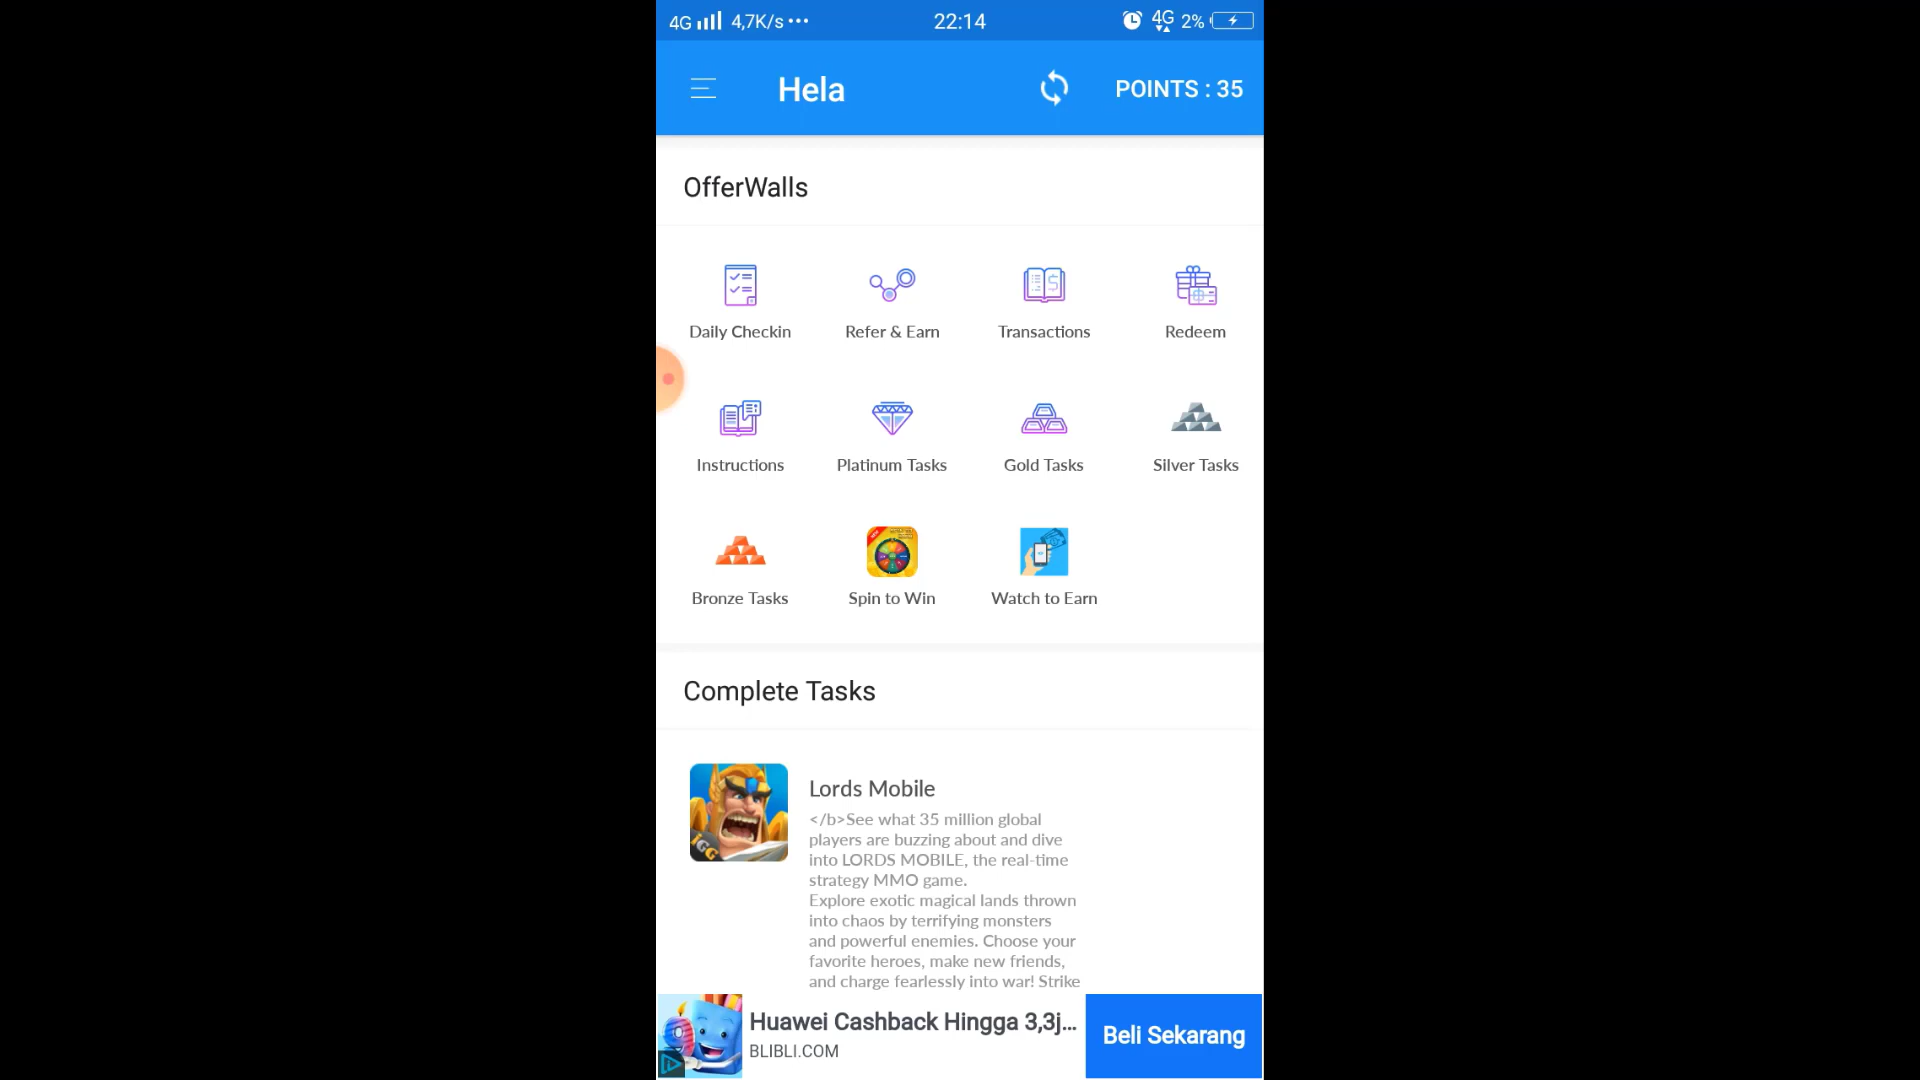 4G 4,7K/s ... 22:14 4G 2%
Hela POINTS : 35
OfferWalls
Daily Checkin Refer & Earn Transactions Redeem
Instructions Platinum Tasks Gold Tasks Silver Tasks
Bronze Tasks Spin to Win Watch to Earn
Complete Tasks
Lords Mobile
</b>See what 35 million global
players are buzzing about and dive
into LORDS MOBILE, the real-time
strategy MMO game.
Explore exotic magical lands thrown
into chaos by terrifying monsters
and powerful enemies. Choose your
favorite heroes, make new friends,
and charge fearlessly into war! Strike
IGG
Huawei Cashback Hingga 3,3j...
BLIBLI.COM
Beli Sekarang